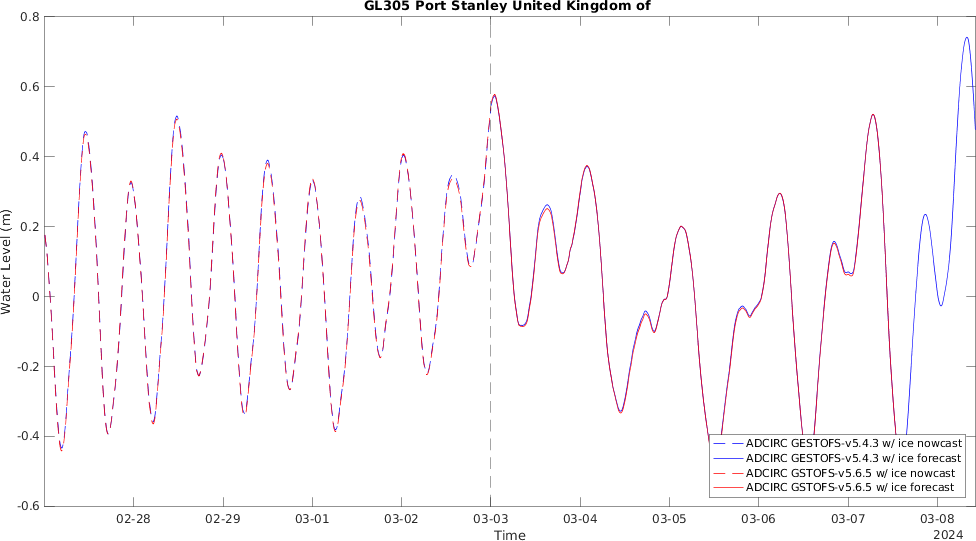 GL305 Port Stanley United Kingdom of
0.8
0.6
0.4
0.2
0
-0.2
-0.4
-0.6
Water Level (m)
ADCIRC GESTOFS-v5.4.3 w/ ice nowcast
ADCIRC GESTOFS-v5.4.3 w/ ice forecast
ADCIRC GSTOFS-v5.6.5 w/ ice nowcast
ADCIRC GSTOFS-v5.6.5 w/ ice forecast
02-28 02-29 03-01 03-02 03-03 03-04 03-05 03-06 03-07 03-08
Time 2024